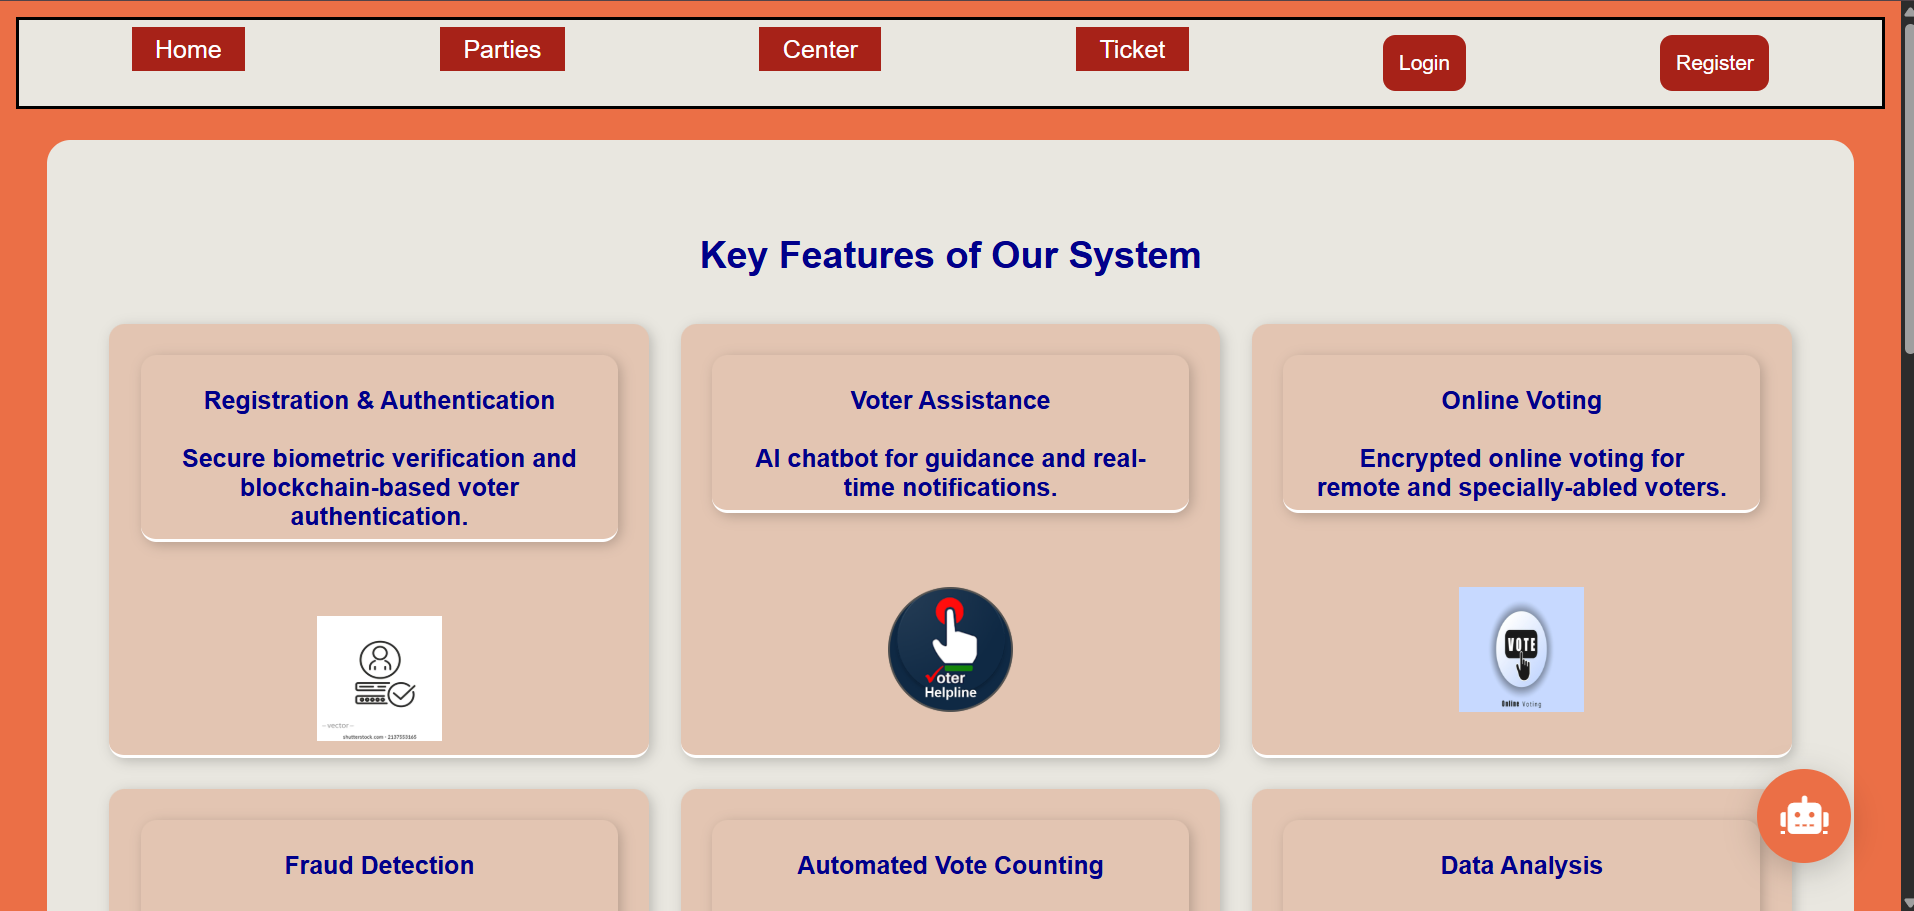 Home
Parties
Center
Ticket
Login
Register
Key Features of Our System
Registration & Authentication
Secure biometric verification and
blockchain-based voter
authentication.
Voter Assistance
AI chatbot for guidance and real-
time notifications.
Online Voting
Encrypted online voting for
remote and specially-abled voters.
-vector-
shutterstock.com · 2137553165
Voter
Helpline
VOTE
Online Voting
Fraud Detection
Automated Vote Counting
Data Analysis